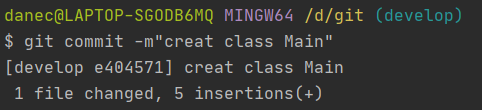 danec@LAPTOP-SGODB6MQ MINGW64 /d/git (develop)
$ git commit -m"creat class Main"
[develop e404571] creat class Main
 1 file changed, 5 insertions(+)